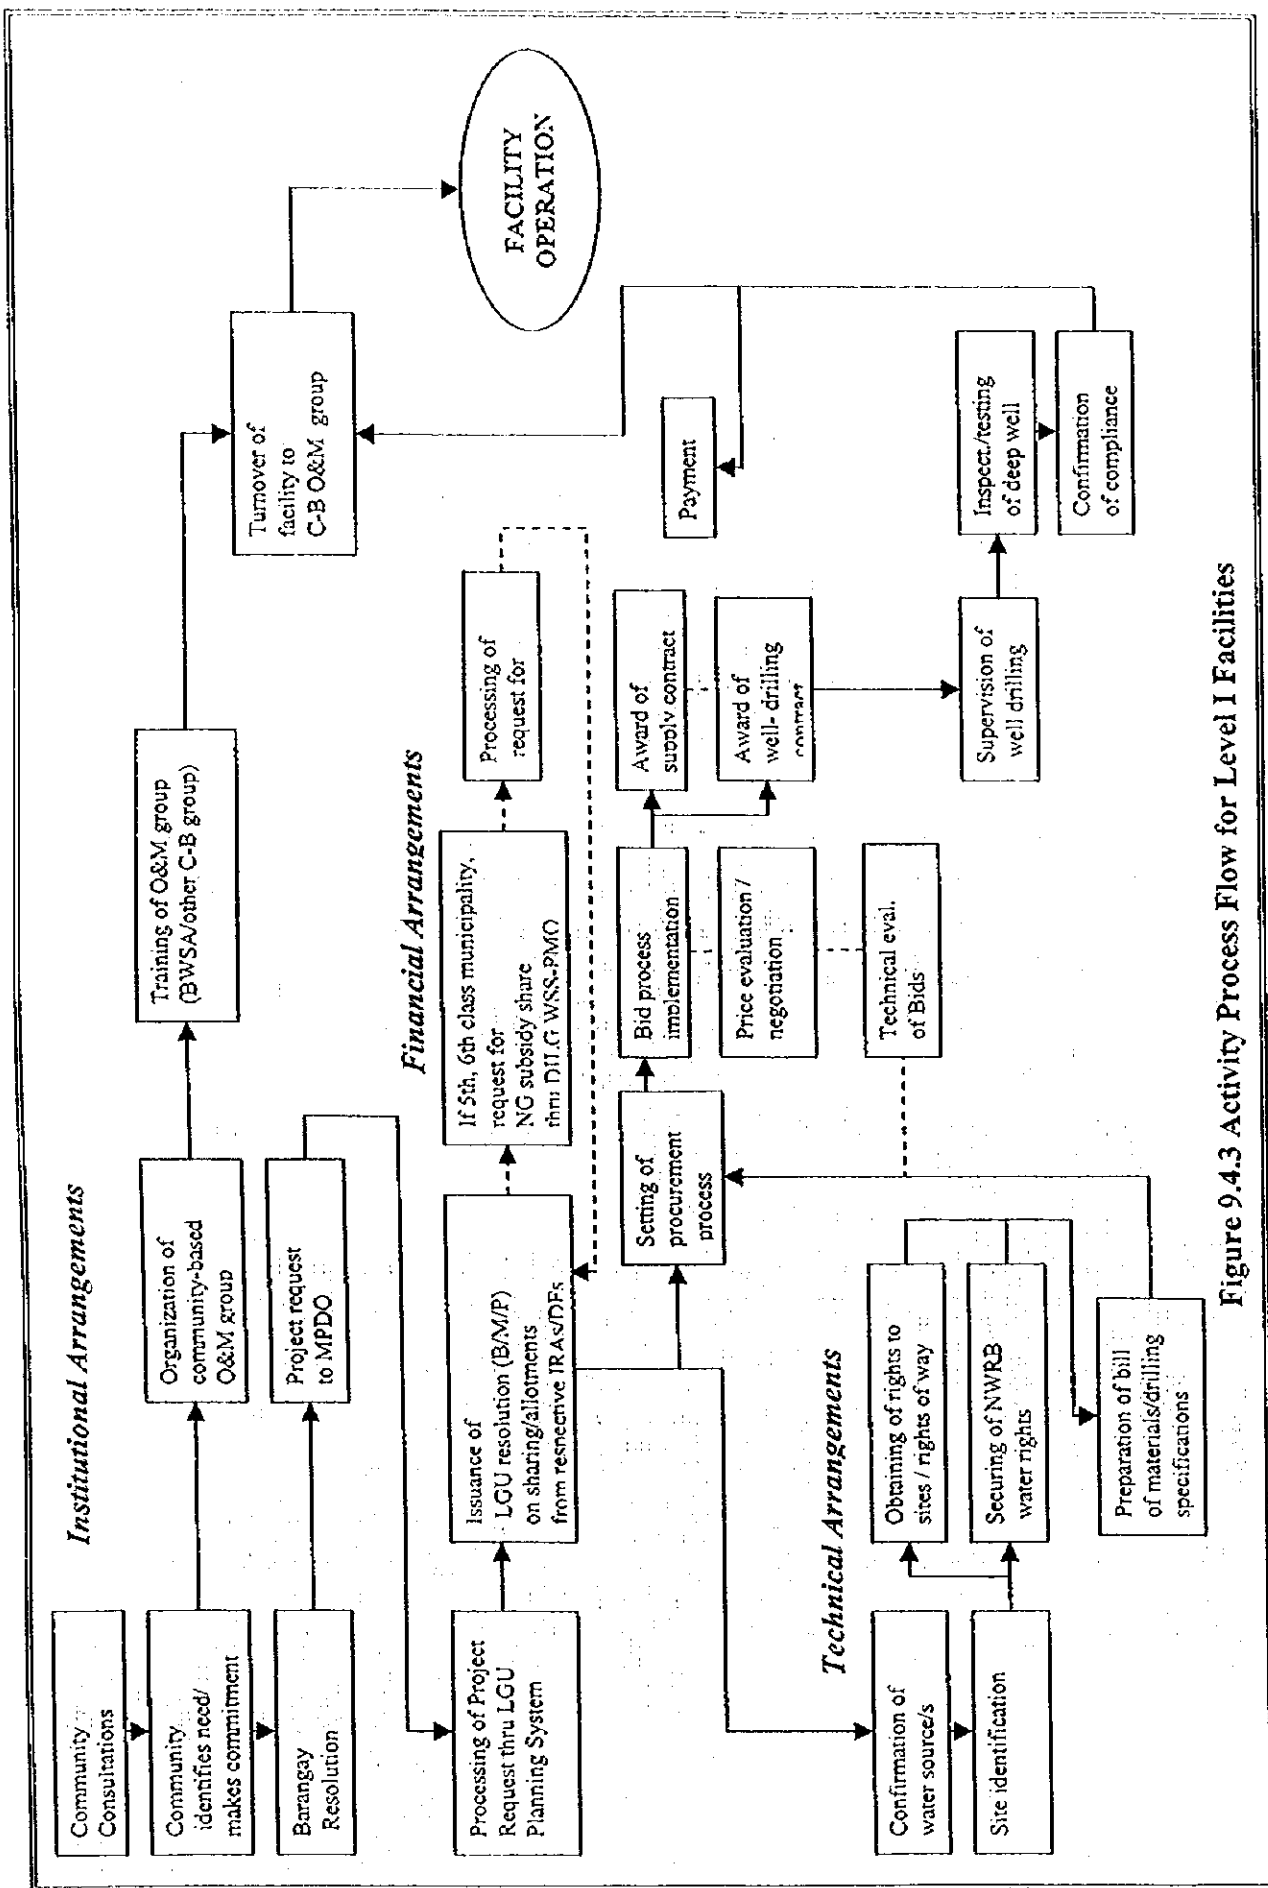 Institutional Arrangements
Community
Consultations
Community
identifies need/
makes commitment
Barangay
Resolution
Organization of
community-based
O&M group
Project request
to MPDO
Training of O&M group
(BWSA/other C-B group)
Turnover of
facility to
C-B O&M group
FACILITY
OPERATION
Financial Arrangements
Processing of Project
Request thru LGU
Planning System
Issuance of
LGU resolution (B/M/P)
on sharing/allotments
from respective IRAs/DFs
If 5th, 6th class municipality,
request for
NG subsidy share
thru DILG WSS-PMO
Processing of
request for
Setting of
procurement
process
Bid process
implementation
Price evaluation /
negotiation
Technical eval.
of Bids
Award of
supply contract
Award of
well- drilling
contract
Payment
Technical Arrangements
Confirmation of
water source/s
Site identification
Obtaining of rights to
sites / rights of way
Securing of NWRB
water rights
Preparation of bill
of materials/drilling
specifications
Supervision of
well drilling
Inspect./testing
of deep well
Confirmation
of compliance
Figure 9.4.3 Activity Process Flow for Level I Facilities